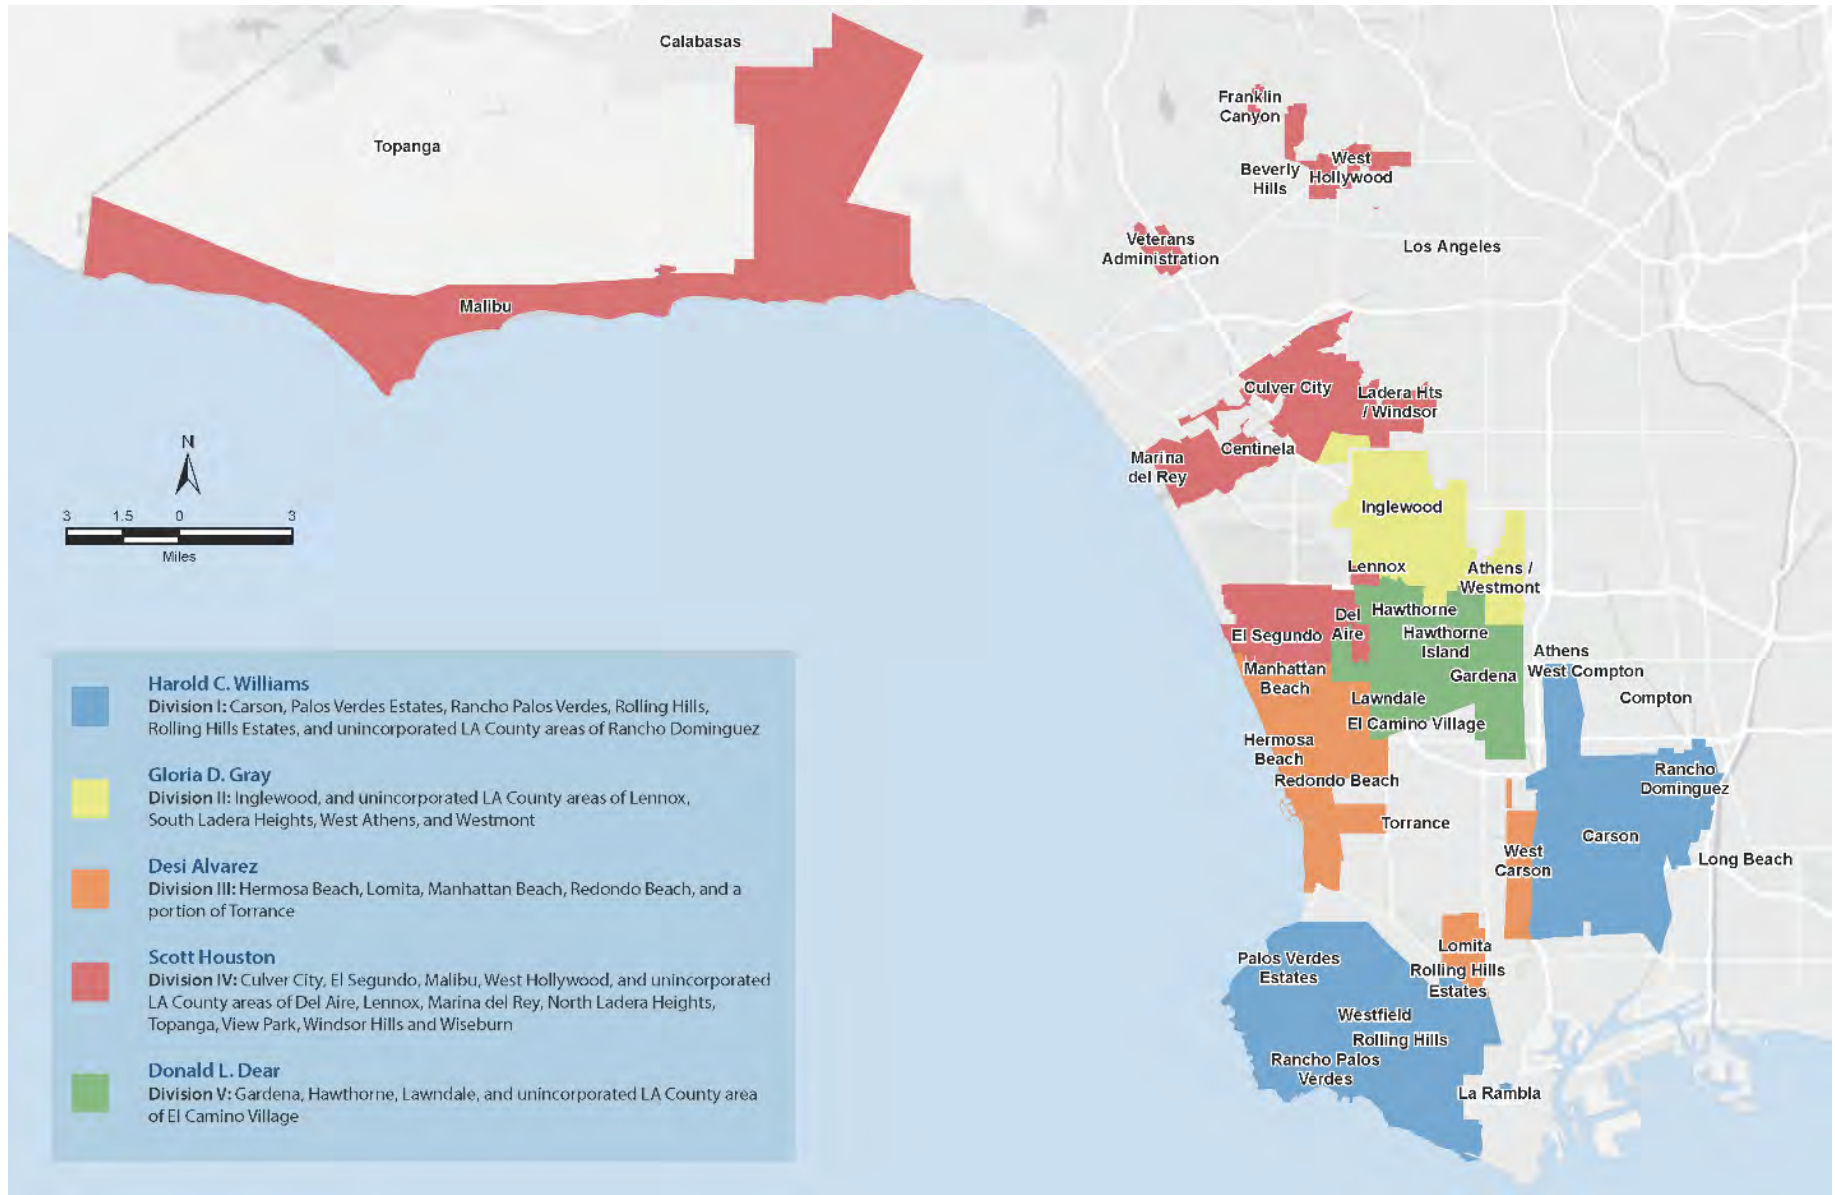 Calabasas
Topanga
Malibu
Franklin
Canyon
Beverly
Hills
West
Hollywood
Veterans
Administration
Los Angeles
Culver City
Ladera Hts
/ Windsor
Centinela
Marina
del Rey
Inglewood
Lennox
Athens /
Westmont
Del
Aire
El Segundo
Hawthorne
Hawthorne
Island
Gardena
Athens
West Compton
Compton
Manhattan
Beach
Lawndale
El Camino Village
Hermosa
Beach
Redondo Beach
Torrance
Rancho
Dominguez
Carson
West
Carson
Long Beach
Lomita
Rolling Hills
Estates
Palos Verdes
Estates
Westfield
Rolling Hills
Rancho Palos
Verdes
La Rambla
N
3 1.5 0 3
Miles
Harold C. Williams
Division I: Carson, Palos Verdes Estates, Rancho Palos Verdes, Rolling Hills,
Rolling Hills Estates, and unincorporated LA County areas of Rancho Dominguez
Gloria D. Gray
Division II: Inglewood, and unincorporated LA County areas of Lennox,
South Ladera Heights, West Athens, and Westmont
Desi Alvarez
Division III: Hermosa Beach, Lomita, Manhattan Beach, Redondo Beach, and a
portion of Torrance
Scott Houston
Division IV: Culver City, El Segundo, Malibu, West Hollywood, and unincorporated
LA County areas of Del Aire, Lennox, Marina del Rey, North Ladera Heights,
Topanga, View Park, Windsor Hills and Wiseburn
Donald L. Dear
Division V: Gardena, Hawthorne, Lawndale, and unincorporated LA County area
of El Camino Village